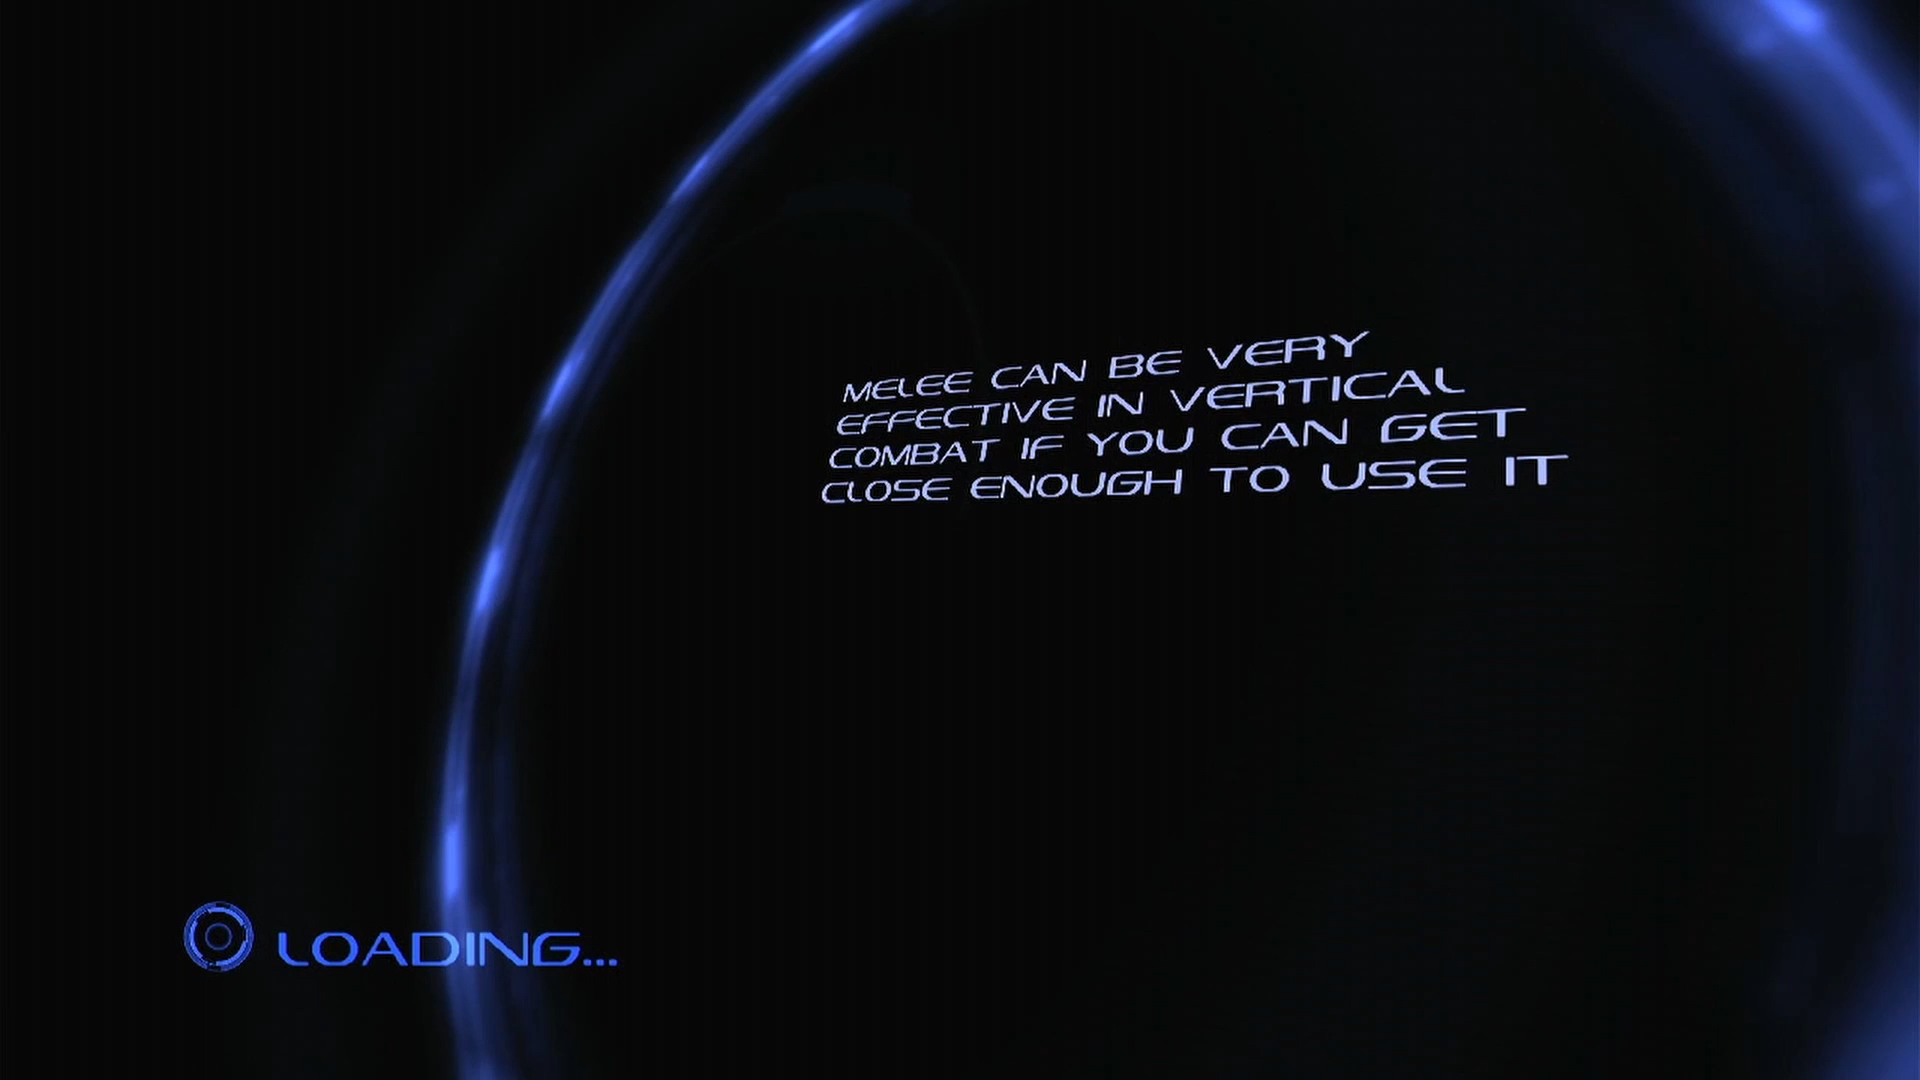 MELEE CAN BE VERY
EFFECTIVE IN VERTICAL
COMBAT IF YOU CAN GET
CLOSE ENOUGH TO USE IT
LOADING...